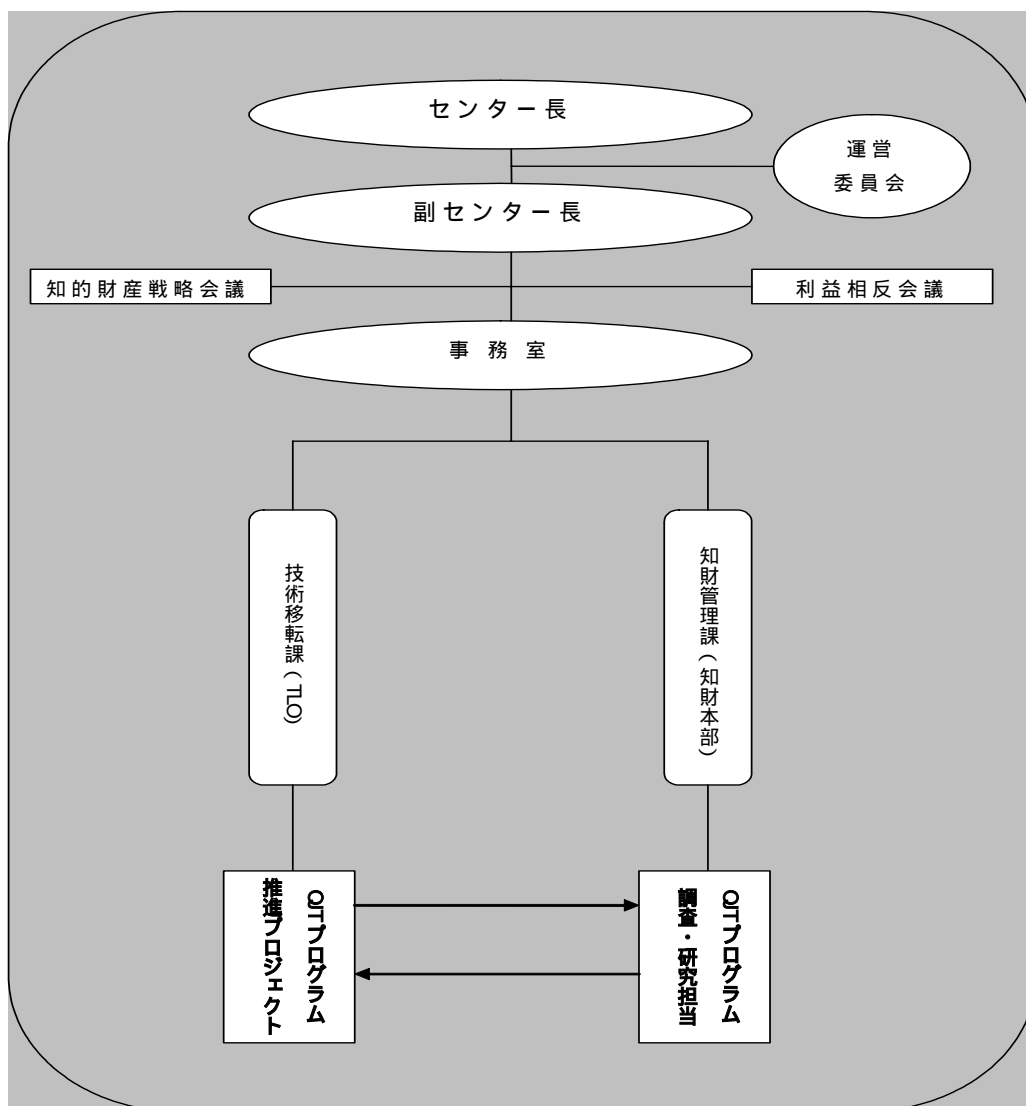 センター長
運営
委員会
副センター長
知的財産戦略会議
利益相反会議
事務室
技術移転課(TLO)
知財管理課(知財本部)
QTプログラム
推進プロジェクト
QTプログラム
調査・研究担当